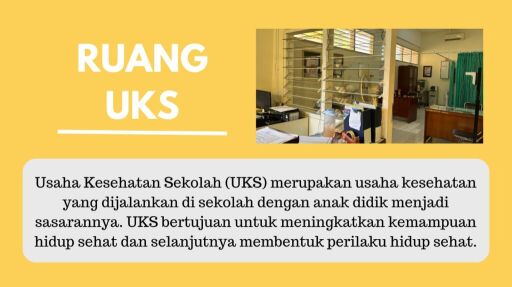 RUANG
UKS
Usaha Kesehatan Sekolah (UKS) merupakan usaha kesehatan
yang dijalankan di sekolah dengan anak didik menjadi
sasarannya. UKS bertujuan untuk meningkatkan kemampuan
hidup sehat dan selanjutnya membentuk perilaku hidup sehat.